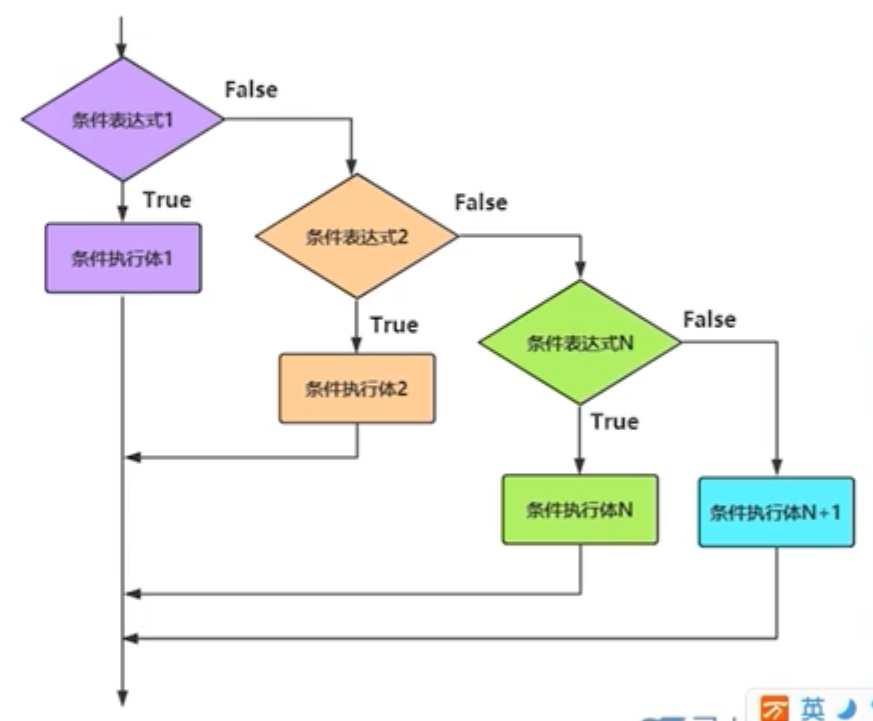 条件表达式1
False
True
条件执行体1
条件表达式2
False
True
条件执行体2
条件表达式N
False
True
条件执行体N
条件执行体N+1
英